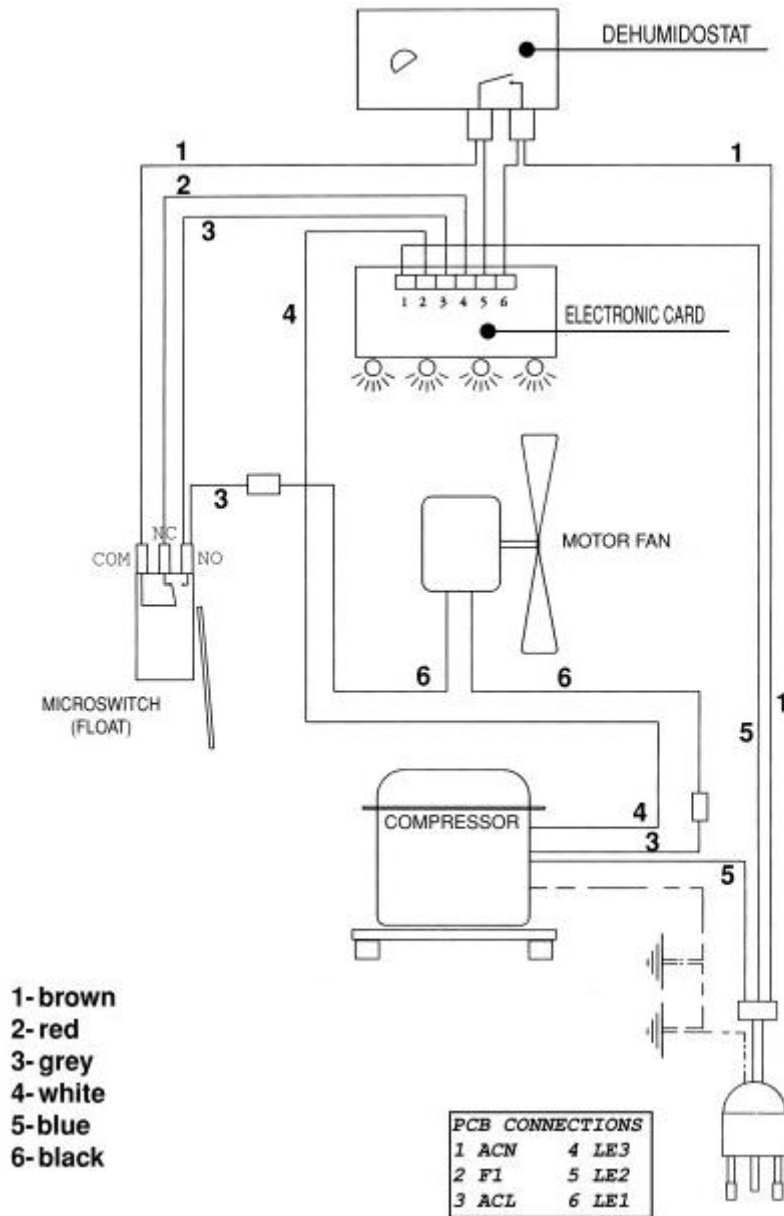 DEHUMIDOSTAT
1
1
2
3
4
1 2 3 4 5 6
ELECTRONIC CARD
3
NC
COM
NO
MOTOR FAN
6
6
MICROSWITCH
(FLOAT)
5
1
COMPRESSOR
4
3
5
1- brown
2- red
3- grey
4- white
5- blue
6- black
PCB CONNECTIONS
1 ACN 4 LE3
2 F1 5 LE2
3 ACL 6 LE1